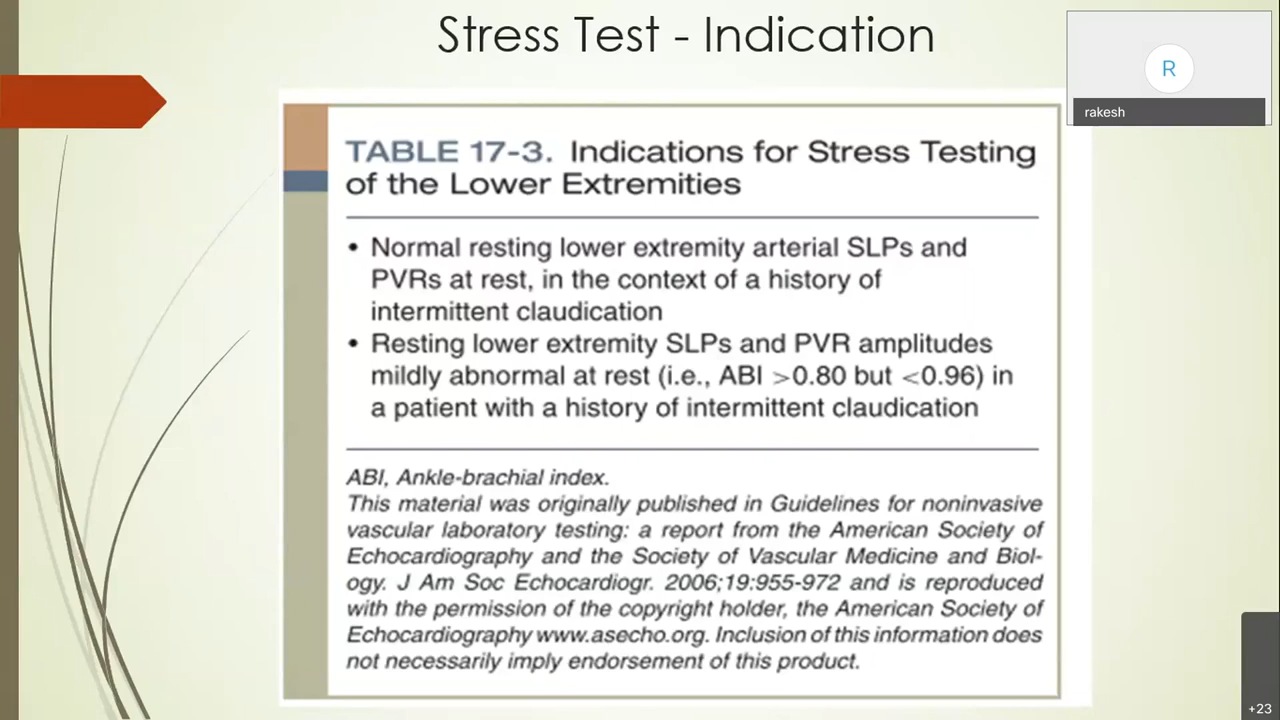 Stress Test - Indication
R
rakesh
TABLE 17-3. Indications for Stress Testing
of the Lower Extremities
• Normal resting lower extremity arterial SLPs and
PVRs at rest, in the context of a history of
intermittent claudication
• Resting lower extremity SLPs and PVR amplitudes
mildly abnormal at rest (i.e., ABI >0.80 but <0.96) in
a patient with a history of intermittent claudication
ABI, Ankle-brachial index.
This material was originally published in Guidelines for noninvasive
vascular laboratory testing: a report from the American Society of
Echocardiography and the Society of Vascular Medicine and Biol-
ogy. J Am Soc Echocardiogr. 2006;19:955-972 and is reproduced
with the permission of the copyright holder, the American Society of
Echocardiography www.asecho.org. Inclusion of this information does
not necessarily imply endorsement of this product.
+23